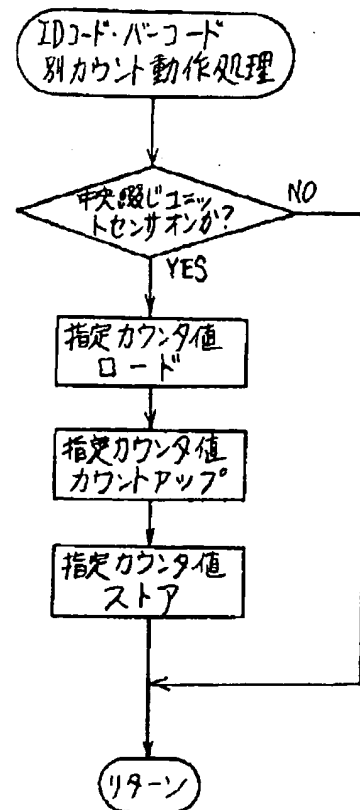 IDコード・バーコード
別カウント動作処理
中央綴じユニッ
トセンサオンか?
NO
YES
指定カウンタ値
ロード
指定カウンタ値
カウントアップ
指定カウンタ値
ストア
リターン